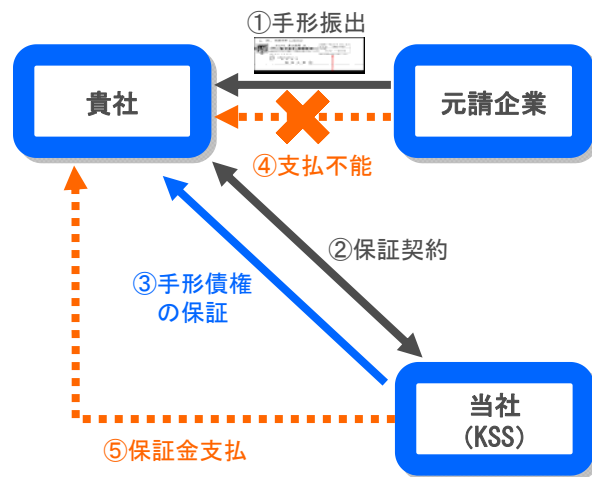 ①手形振出
貴社
元請企業
④支払不能
②保証契約
③手形債権
の保証
当社
(KSS)
⑤保証金支払